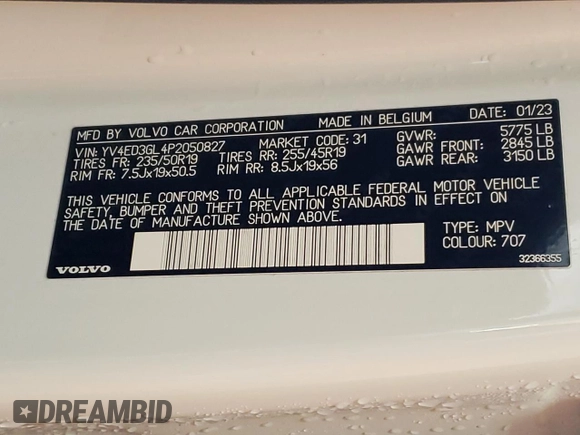 MFD BY VOLVO CAR CORPORATION MADE IN BELGIUM DATE: 01/23
VIN: YV4ED3GL4P2050827 MARKET CODE: 31 GVWR: 5775 LB
TIRES FR: 235/50R19 TIRES RR: 255/45R19 GAWR FRONT: 2845 LB
RIM FR: 7.5Jx19x50.5 RIM RR: 8.5Jx19x56 GAWR REAR: 3150 LB
THIS VEHICLE CONFORMS TO ALL APPLICABLE FEDERAL MOTOR VEHICLE
SAFETY, BUMPER AND THEFT PREVENTION STANDARDS IN EFFECT ON
THE DATE OF MANUFACTURE SHOWN ABOVE.
TYPE: MPV
COLOUR: 707
VOLVO
32366355
DREAMBID